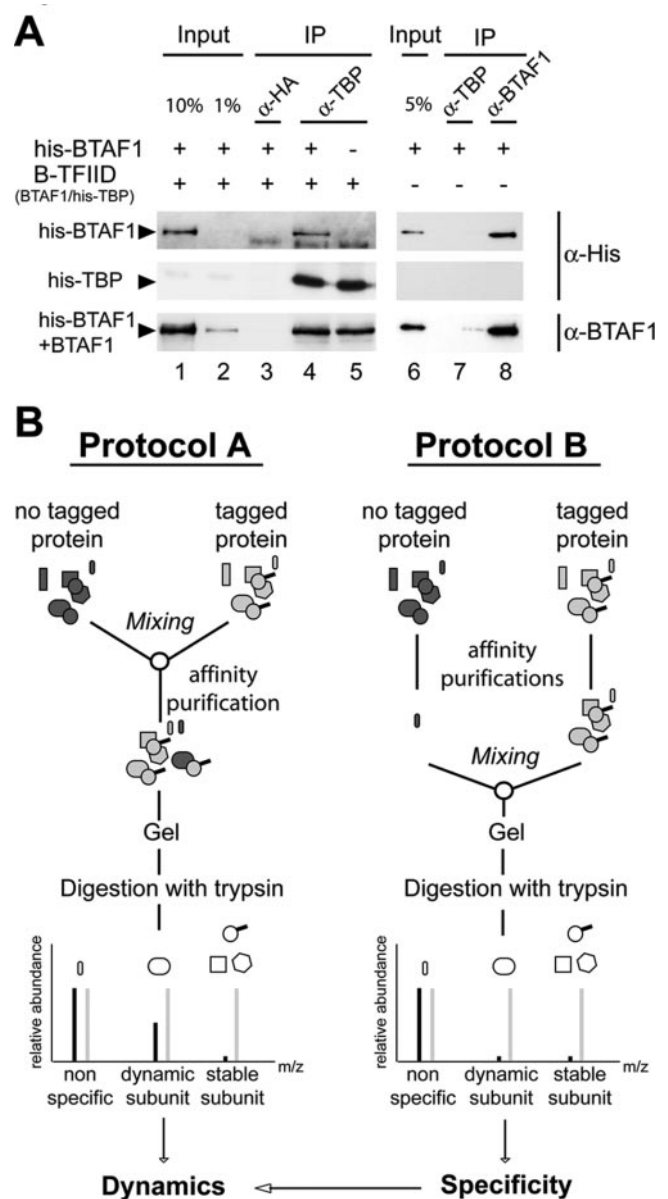 A
Input IP Input IP
10% 1% α-HA α-TBP 5% α-TBP α-BTAF1
his-BTAF1 + + + + - + + +
B-TFIID + + + + + - - -
(BTAF1/his-TBP)
his-BTAF1
α-His
his-TBP
his-BTAF1
+BTAF1
α-BTAF1
1 2 3 4 5 6 7 8
B
Protocol A Protocol B
no tagged protein tagged protein no tagged protein tagged protein
Mixing
affinity
purification
affinity
purifications
Mixing
Gel Gel
Digestion with trypsin Digestion with trypsin
relative abundance relative abundance
m/z m/z
non specific dynamic subunit stable subunit non specific dynamic subunit stable subunit
Dynamics Specificity